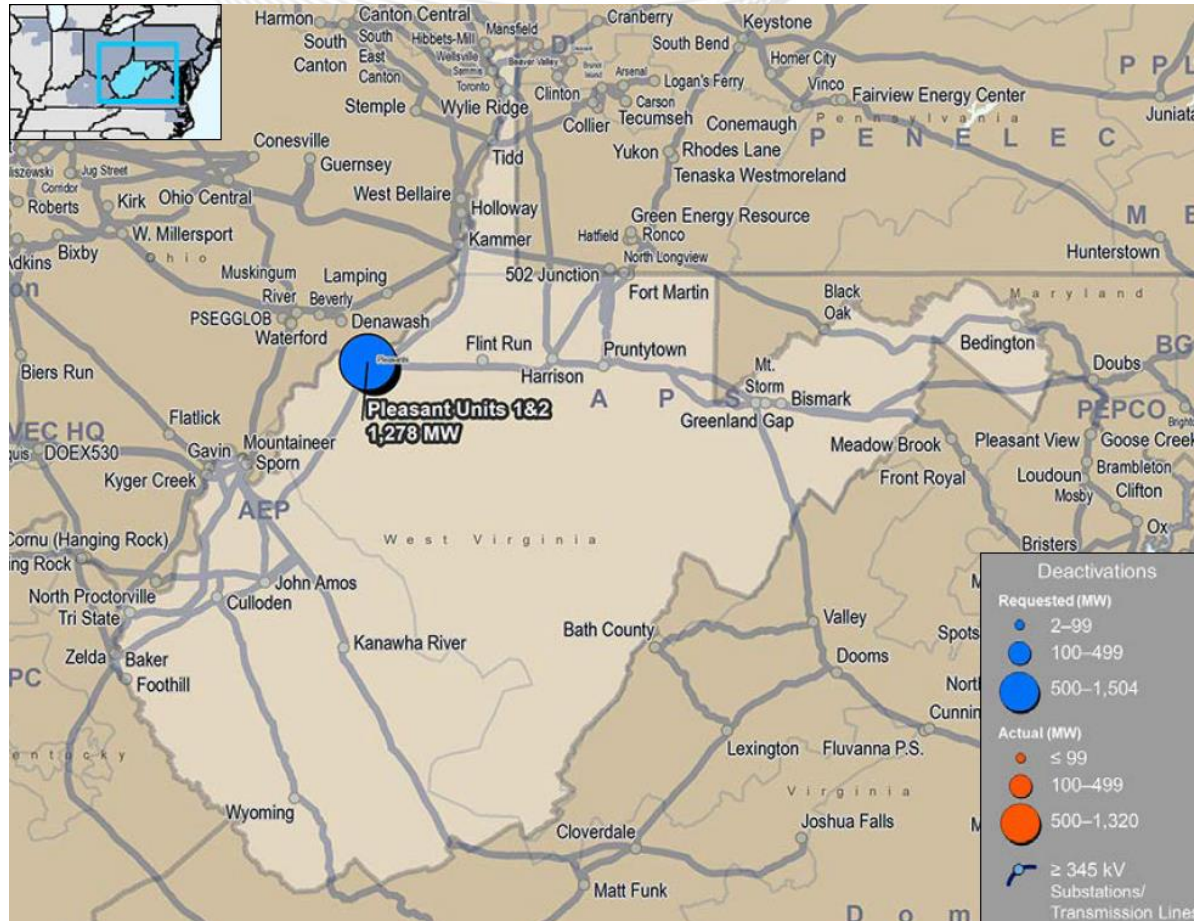 Harmon
Canton Central
South Canton
South East Canton
Hibbets-Mill
Mansfield
Wellsville
Sammis
Toronto
Beaver Valley
Wylie Ridge
Stemple
Tidd
Clinton
Collier
Cranberry
Arsenal
Logan's Ferry
Carson
Tecumseh
South Bend
Keystone
Homer City
Vinco
Fairview Energy Center
Conemaugh
Pennsylvania
P E N E L E C
P P L
Juniata
Yukon
Rhodes Lane
Tenaska Westmoreland
Conesville
Guernsey
Jug Street
Corridor
Roberts
Kirk
Ohio Central
West Bellaire
Holloway
Kammer
W. Millersport
Bixby
Adkins
Ohio
Green Energy Resource
Hatfield
Ronco
North Longview
502 Junction
Fort Martin
M E
Hunterstown
Muskingum River
Lamping
Beverly
PSEGGLOB
Waterford
Denawash
Black Oak
Maryland
Biers Run
Pleasants
Flint Run
Harrison
Pruntytown
Bedington
Doubs
BG
Pleasant Units 1&2
1,278 MW
A P S
Mt. Storm
Bismark
Greenland Gap
PEPCO
Flatlick
VEC HQ
DOEX530
Gavin
Mountaineer
Sporn
Kyger Creek
Meadow Brook
Front Royal
Pleasant View
Goose Creek
Loudoun
Brambleton
Mosby
Clifton
Ox
Bristers
AEP
West Virginia
Cornu (Hanging Rock)
North Proctorville
Tri State
John Amos
Culloden
Zelda
Baker
Foothill
Kanawha River
Bath County
Valley
Dooms
Lexington
Fluvanna P.S.
Virginia
Wyoming
Cloverdale
Joshua Falls
Matt Funk
D o m
Deactivations
Requested (MW)
2–99
100–499
500–1,504
Actual (MW)
≤ 99
100–499
500–1,320
≥ 345 kV
Substations/
Transmission Lines